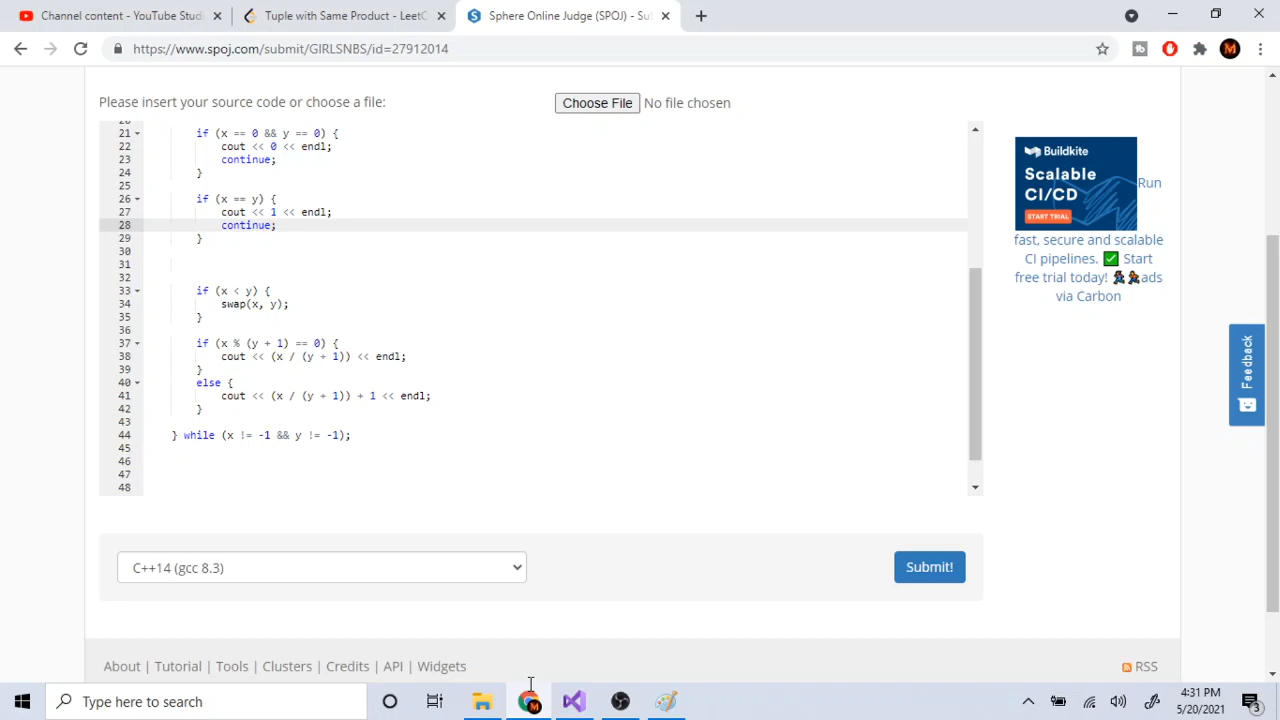 Channel content - YouTube Studi
Tuple with Same Product - LeetC
Sphere Online Judge (SPOJ) - Su
https://www.spoj.com/submit/GIRLSNBS/id=27912014
Please insert your source code or choose a file:
Choose File No file chosen
20
21 if (x == 0 && y == 0) {
22 cout << 0 << endl;
23 continue;
24 }
25
26 if (x == y) {
27 cout << 1 << endl;
28 continue;
29 }
30
31
32
33 if (x < y) {
34 swap(x, y);
35 }
36
37 if (x % (y + 1) == 0) {
38 cout << (x / (y + 1)) << endl;
39 }
40 else {
41 cout << (x / (y + 1)) + 1 << endl;
42 }
43
44 } while (x != -1 && y != -1);
45
46
47
48
Buildkite
Scalable
CI/CD
START TRIAL
Run
fast, secure and scalable
CI pipelines. ✅ Start
free trial today! ads
via Carbon
Feedback
C++14 (gcc 8.3)
Submit!
About | Tutorial | Tools | Clusters | Credits | API | Widgets
RSS
Type here to search
4:31 PM
5/20/2021
3